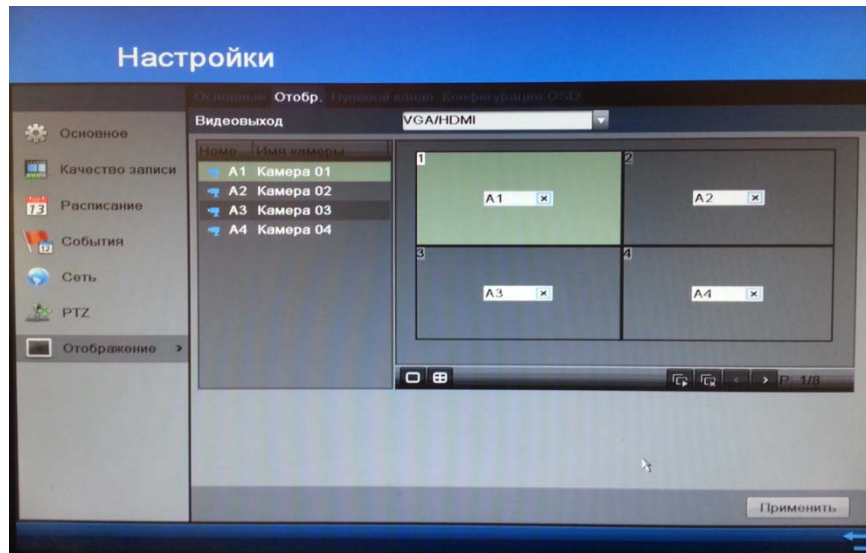 Настройки
Основные Отобр. Нулевой канал Конфигурация OSD
Видеовыход VGA/HDMI
Основное
Качество записи
13 Расписание
12 События
Сеть
PTZ
Отображение >
Номе... Имя камеры
A1 Камера 01
A2 Камера 02
A3 Камера 03
A4 Камера 04
1 2
A1 A2
3 4
A3 A4
P: 1/8
Применить